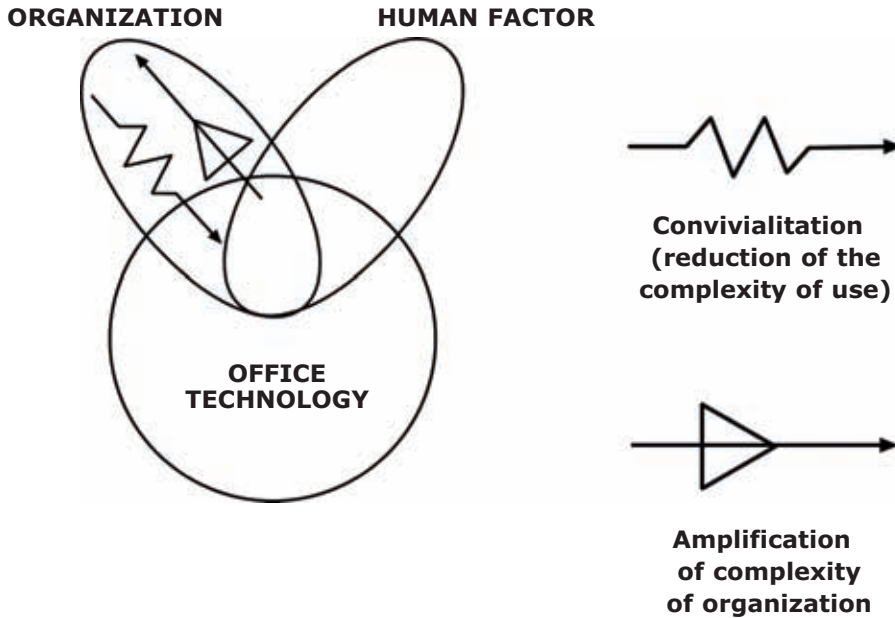 ORGANIZATION
HUMAN FACTOR
OFFICE
TECHNOLOGY
Convivialitation
(reduction of the
complexity of use)
Amplification
of complexity
of organization